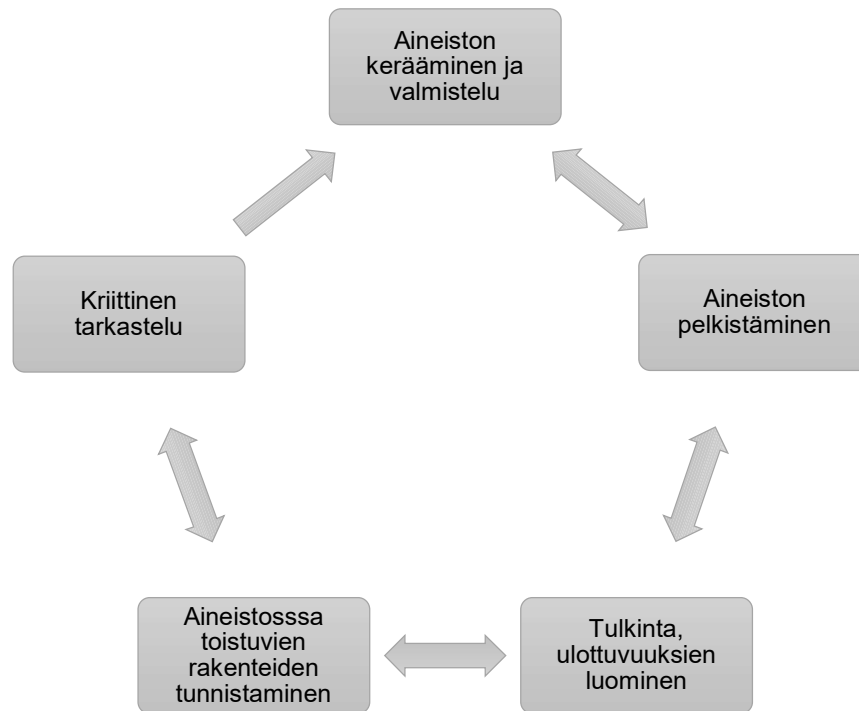 Aineiston
kerääminen ja
valmistelu
Aineiston
pelkistäminen
Tulkinta,
ulottuvuuksien
luominen
Aineistosssa
toistuvien
rakenteiden
tunnistaminen
Kriittinen
tarkastelu